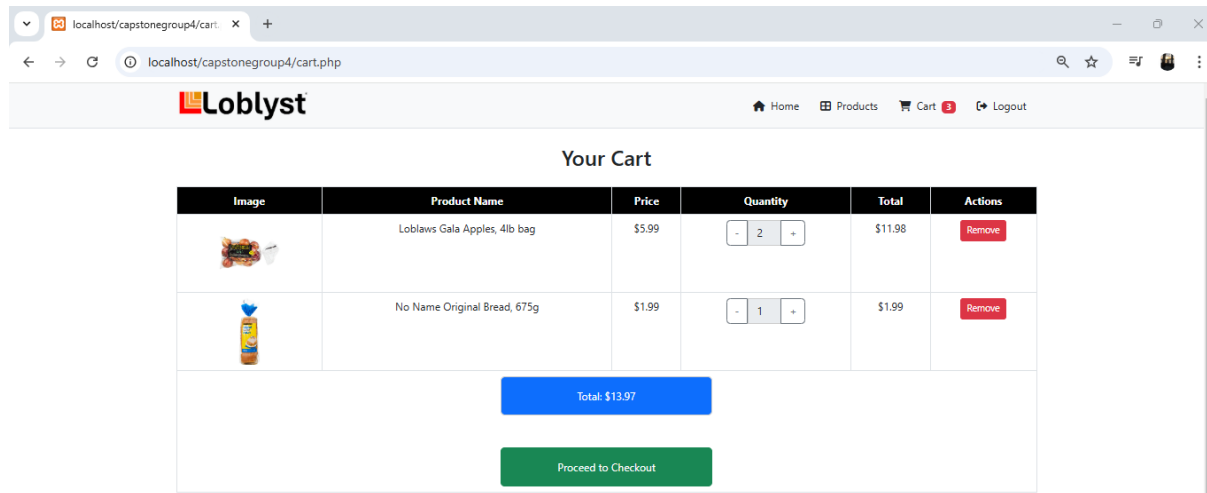 localhost/capstonegroup4/cart.
localhost/capstonegroup4/cart.php
Loblyst
Home Products Cart 3 Logout
Your Cart
Image Product Name Price Quantity Total Actions
Loblaws Gala Apples, 4lb bag $5.99 - 2 + $11.98 Remove
No Name Original Bread, 675g $1.99 - 1 + $1.99 Remove
Total: $13.97
Proceed to Checkout